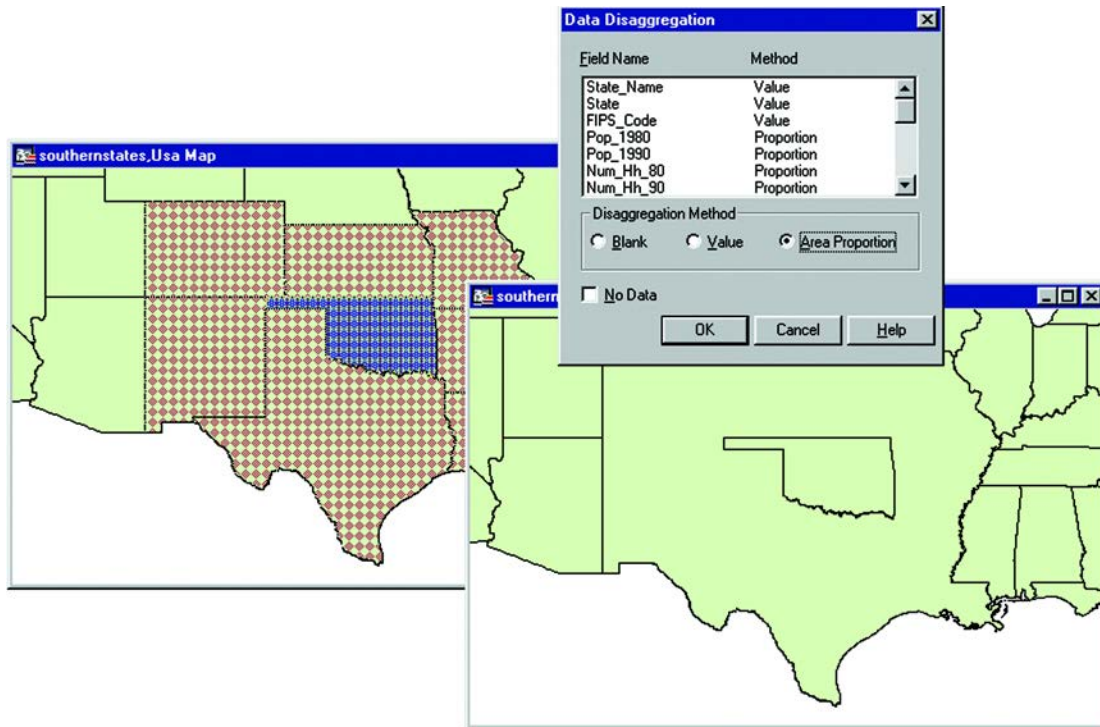 Data Disaggregation
Field Name Method
State_Name Value
State Value
FIPS_Code Value
Pop_1980 Proportion
Pop_1990 Proportion
Num_Hh_80 Proportion
Num_Hh_90 Proportion
Disaggregation Method
Blank Value Area Proportion
No Data
OK Cancel Help
southernstates,Usa Map
southern